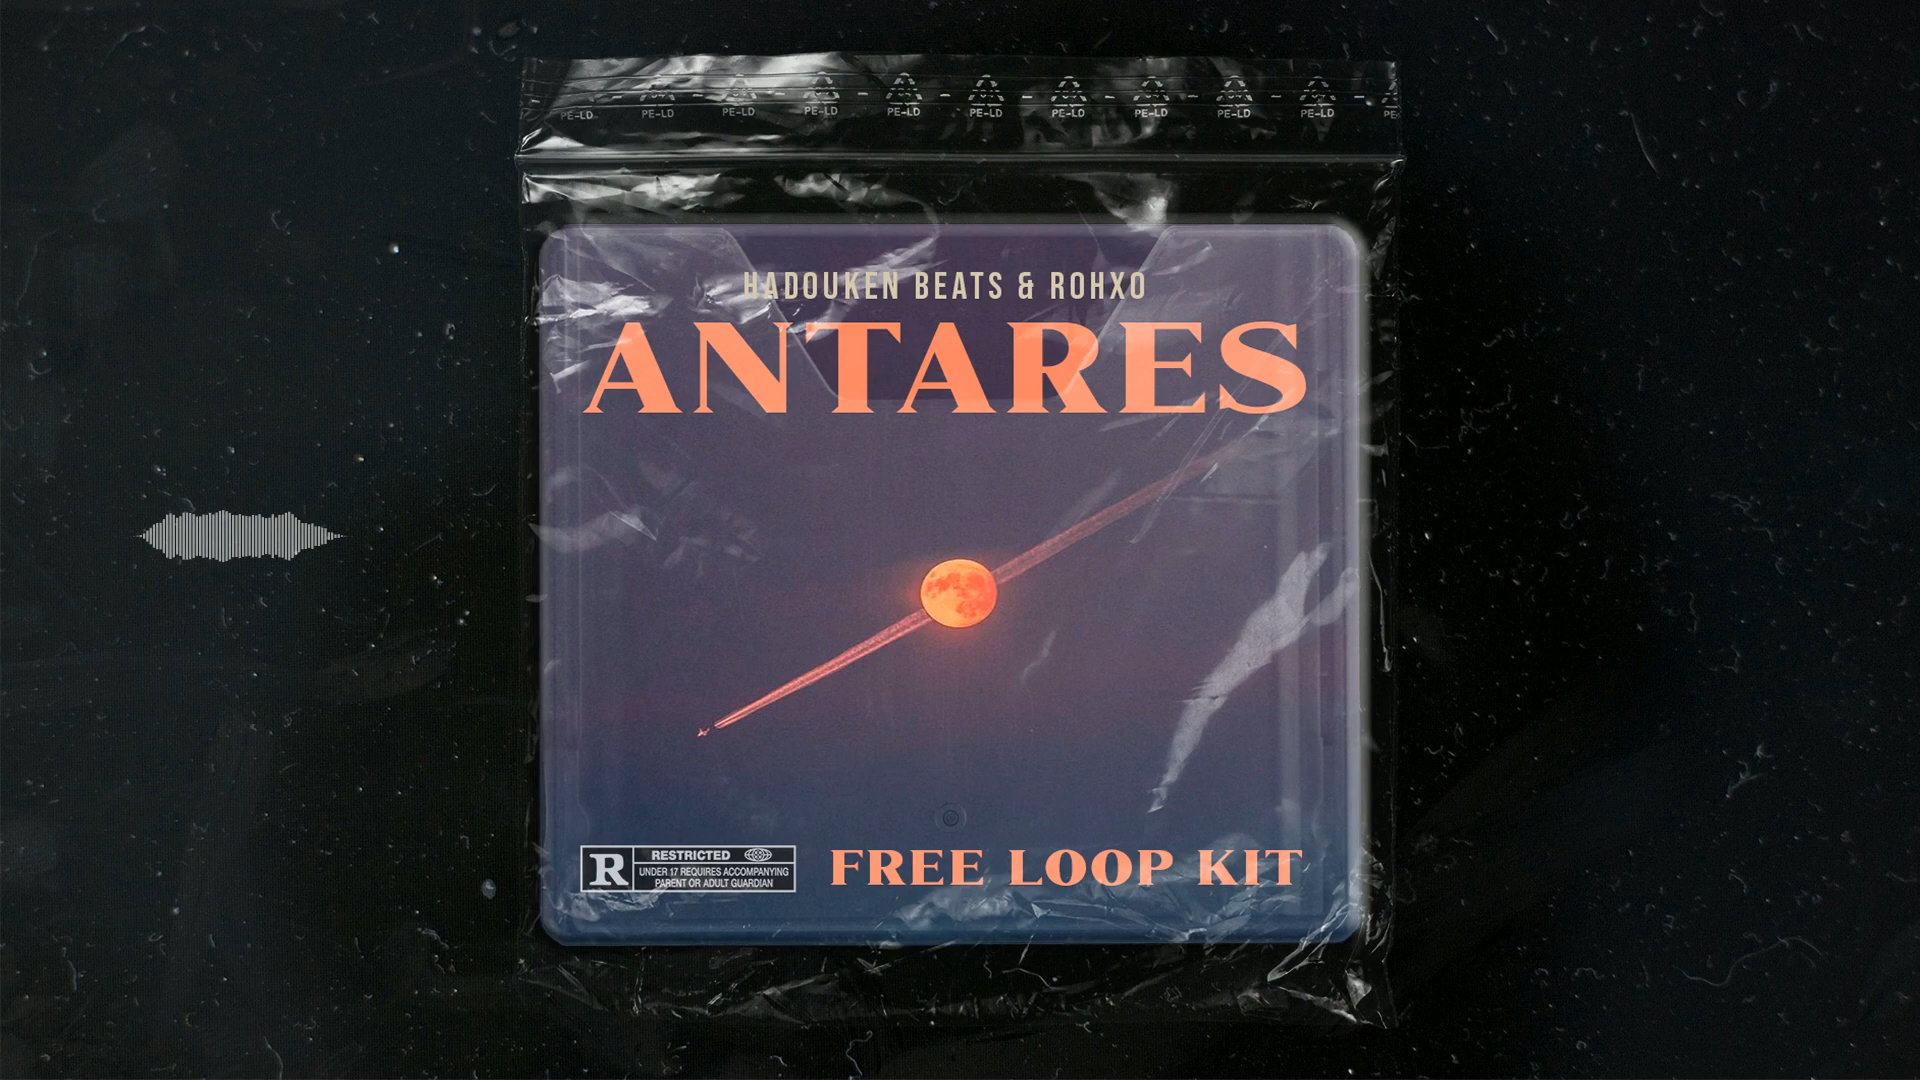 PE-LD PE-LD PE-LD PE-LD PE-LD PE-LD PE-LD PE-LD PE-LD PE-LD
HADOUKEN BEATS & ROHXO
ANTARES
R
RESTRICTED
UNDER 17 REQUIRES ACCOMPANYING
PARENT OR ADULT GUARDIAN
FREE LOOP KIT